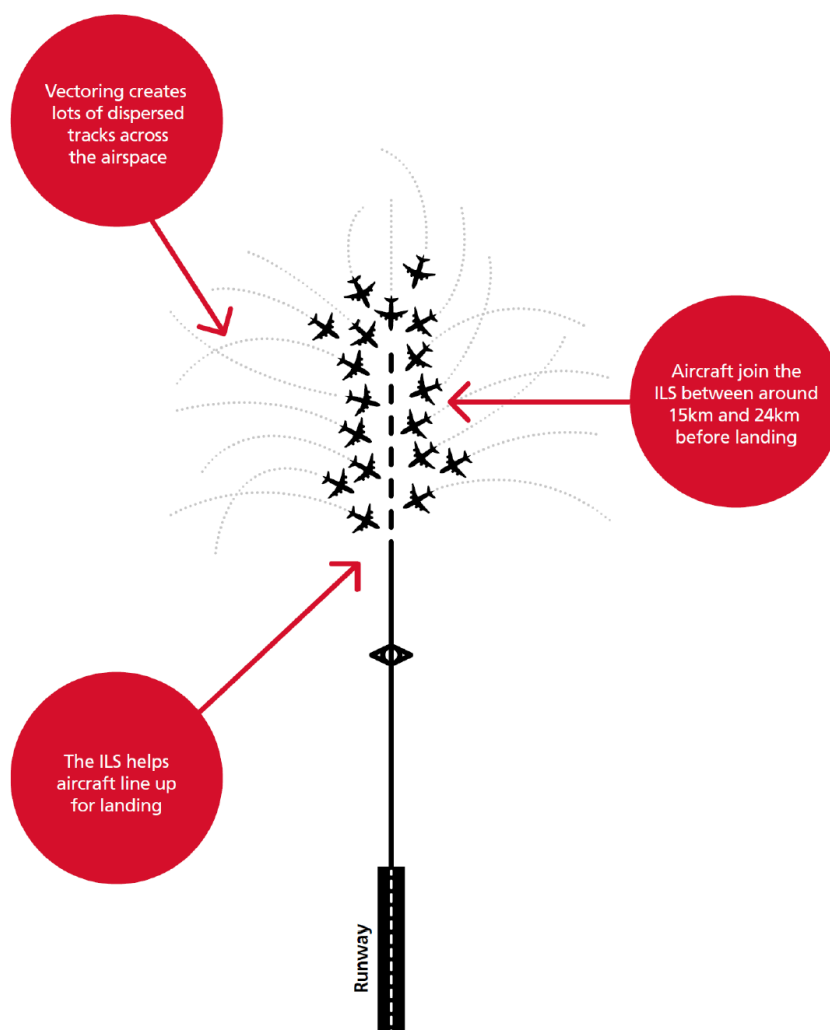 Vectoring creates
lots of dispersed
tracks across
the airspace
Aircraft join the
ILS between around
15km and 24km
before landing
The ILS helps
aircraft line up
for landing
Runway